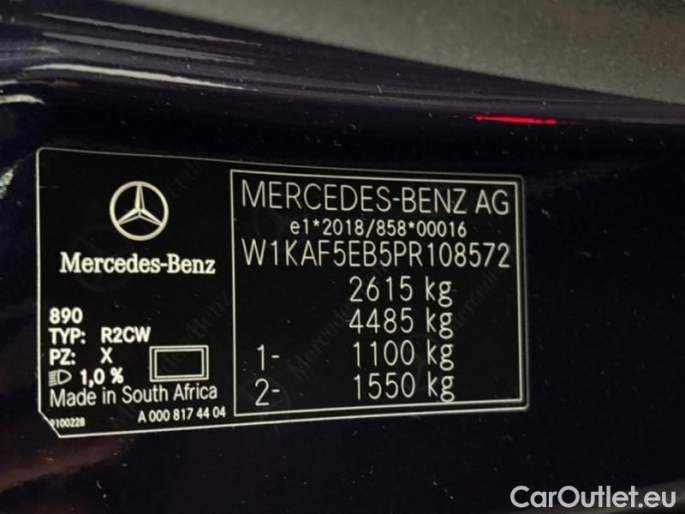 MERCEDES-BENZ AG
e1*2018/858*00016
W1KAF5EB5PR108572
2615 kg
4485 kg
1- 1100 kg
2- 1550 kg
Mercedes-Benz
890
TYP: R2CW
PZ: X
1,0 %
Made in South Africa
A 000 817 44 04
9100228
CarOutlet.eu